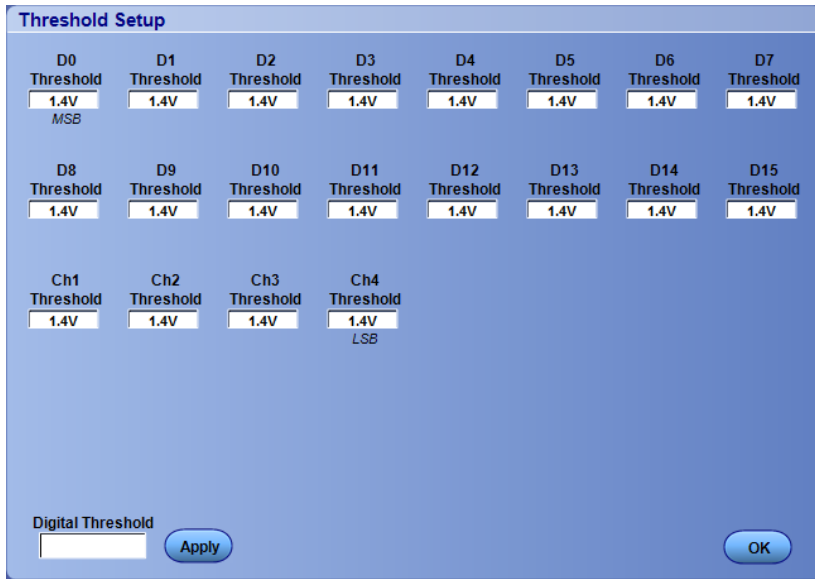 Threshold Setup
D0 D1 D2 D3 D4 D5 D6 D7
Threshold Threshold Threshold Threshold Threshold Threshold Threshold Threshold
1.4V 1.4V 1.4V 1.4V 1.4V 1.4V 1.4V 1.4V
MSB
D8 D9 D10 D11 D12 D13 D14 D15
Threshold Threshold Threshold Threshold Threshold Threshold Threshold Threshold
1.4V 1.4V 1.4V 1.4V 1.4V 1.4V 1.4V 1.4V
Ch1 Ch2 Ch3 Ch4
Threshold Threshold Threshold Threshold
1.4V 1.4V 1.4V 1.4V
LSB
Digital Threshold
Apply OK